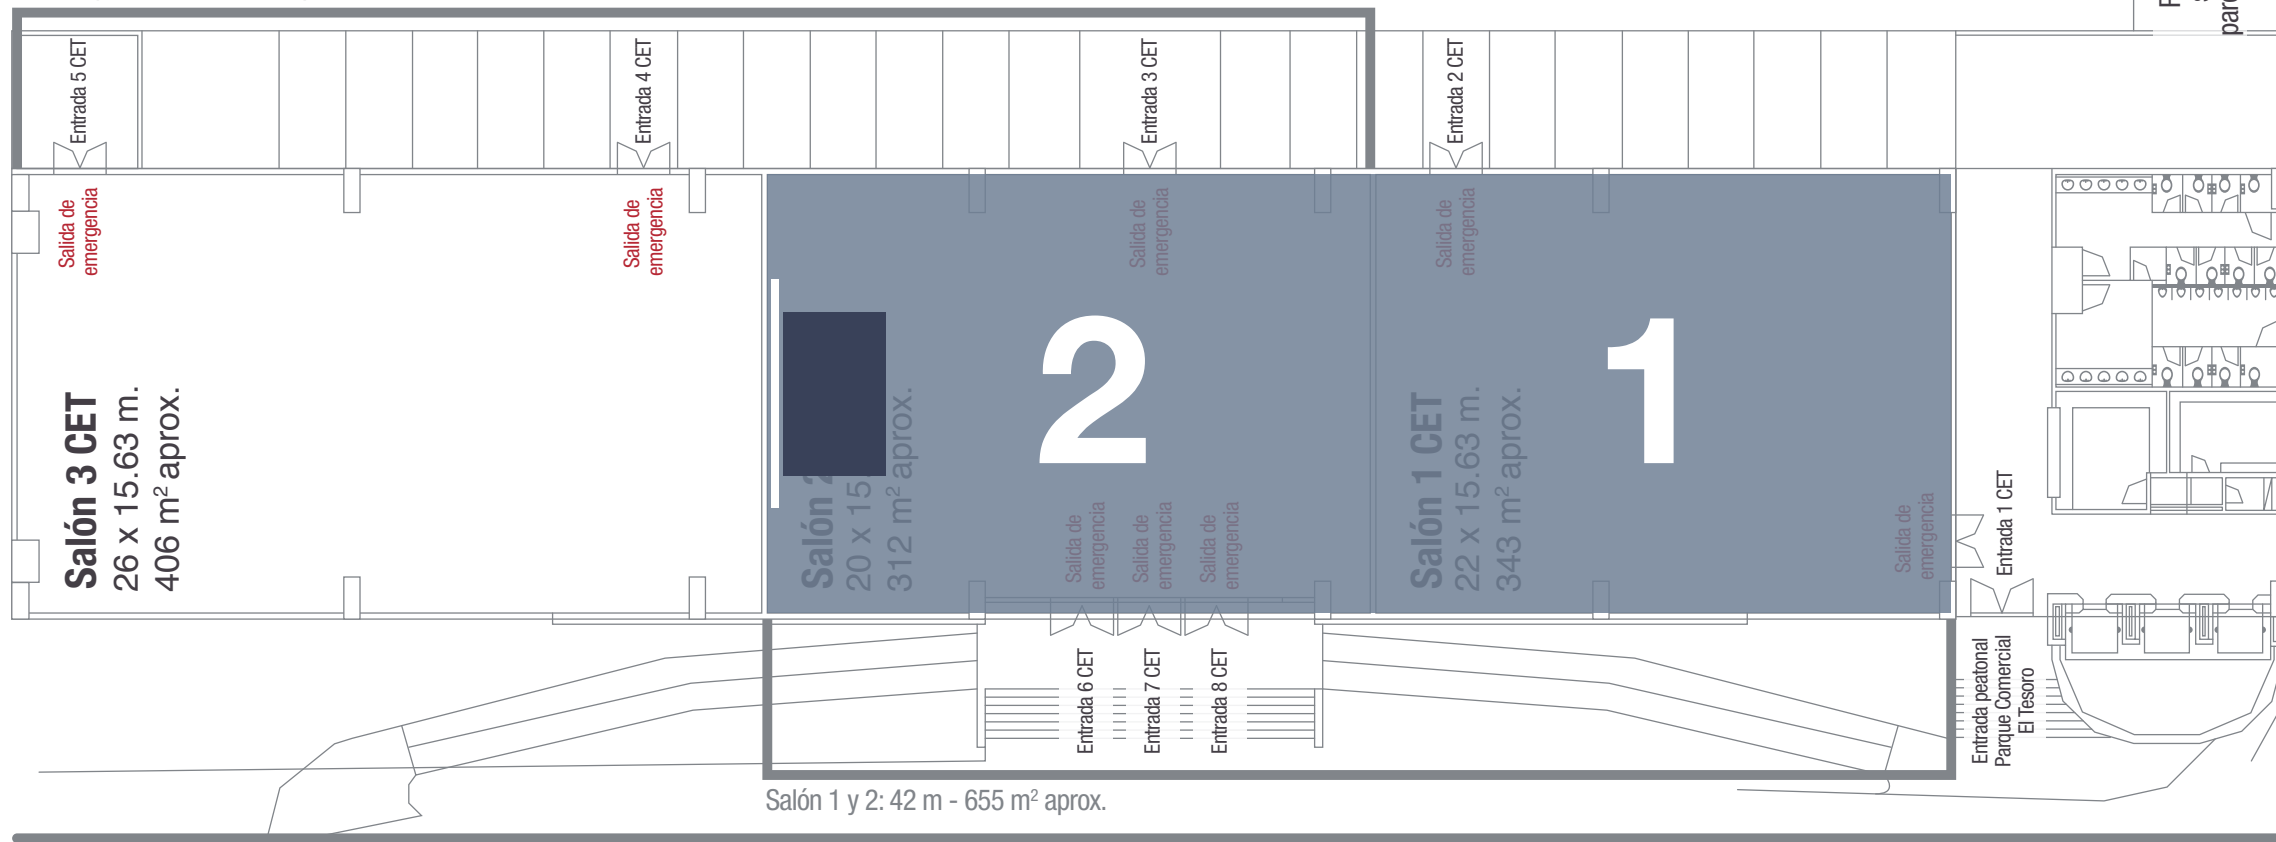 Entrada 5 CET
Entrada 4 CET
Entrada 3 CET
Entrada 2 CET
Salida de
emergencia
Salida de
emergencia
Salida de
emergencia
Salida de
emergencia
Salón 3 CET
26 x 15.63 m.
406 m² aprox.
2
Salón 2
20 x 15
312 m² aprox.
1
Salón 1 CET
22 x 15.63 m.
343 m² aprox.
Salida de
emergencia
Salida de
emergencia
Salida de
emergencia
Salida de
emergencia
Entrada 1 CET
Entrada 6 CET
Entrada 7 CET
Entrada 8 CET
Entrada peatonal
Parque Comercial
El Tesoro
Salón 1 y 2: 42 m - 655 m² aprox.